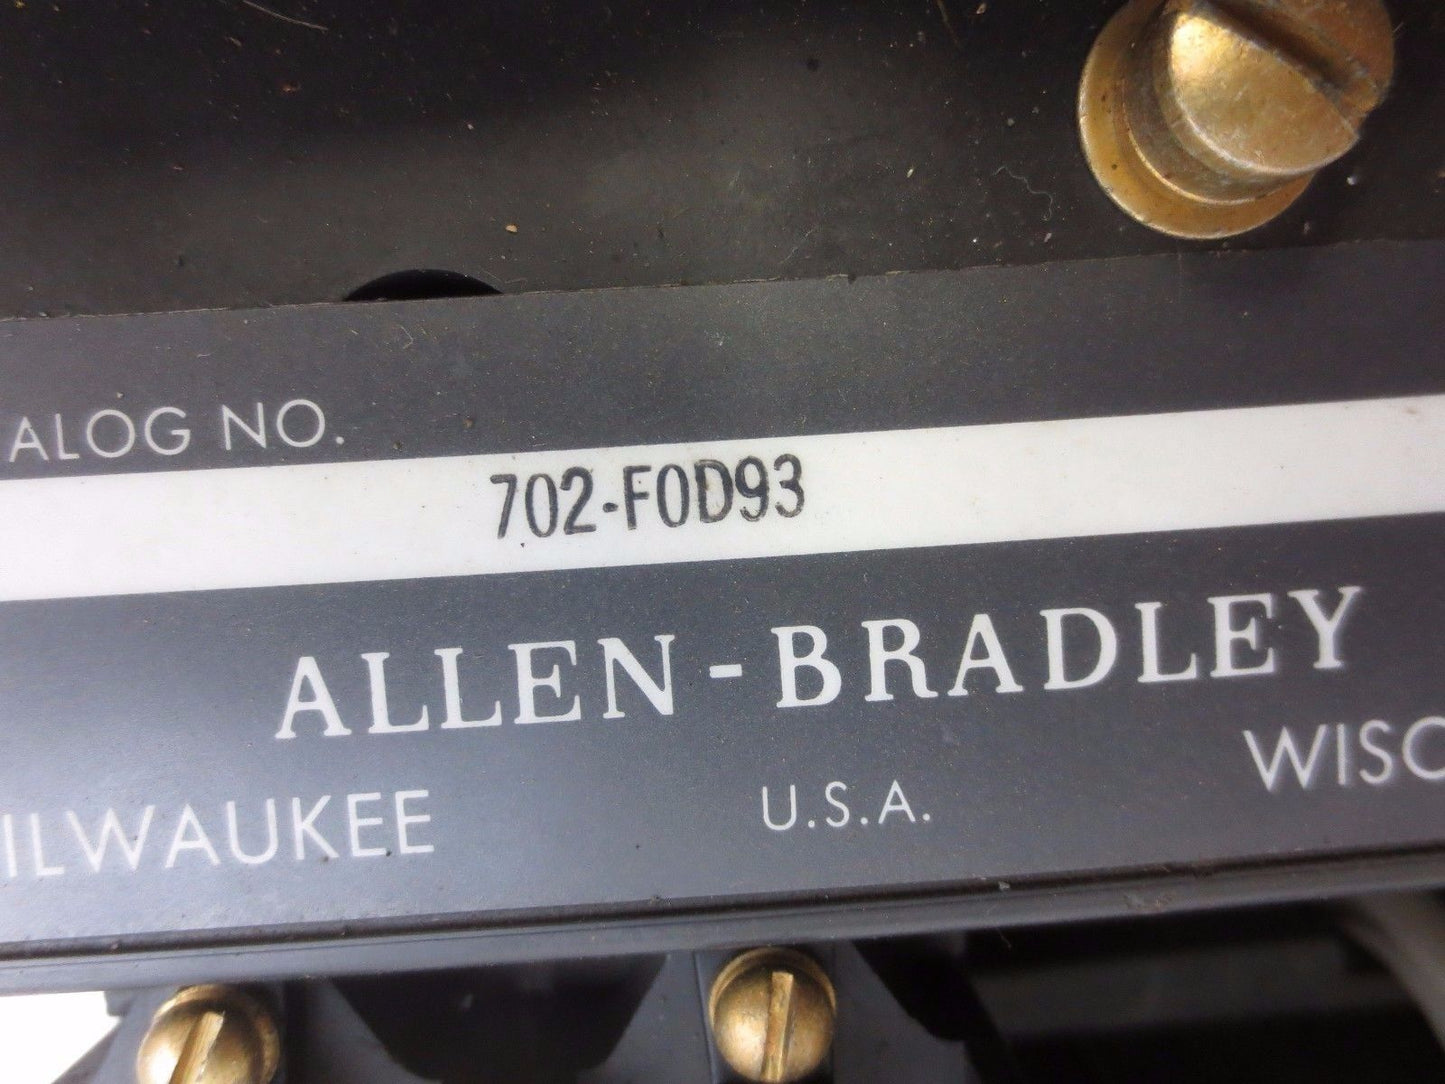 ALOG NO.
702-F0D93
ALLEN-BRADLEY
ILWAUKEE U.S.A. WISC